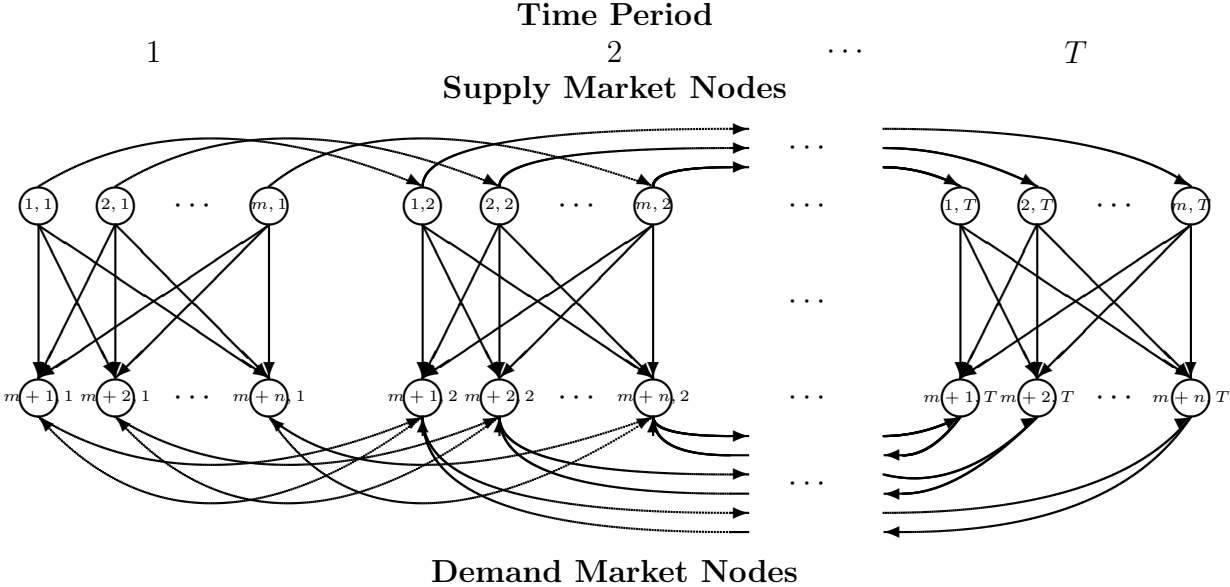 Time Period
1 2 ⋯ T
Supply Market Nodes
⋯
1, 1 2, 1 ⋯ m, 1 1,2 2, 2 ⋯ m, 2 ⋯ 1, T 2, T ⋯ m, T
⋯
m + 1, 1 m + 2, 1 ⋯ m + n, 1 m + 1, 2 m + 2, 2 ⋯ m + n, 2 ⋯ m + 1, T m + 2, T ⋯ m + n, T
⋯
Demand Market Nodes